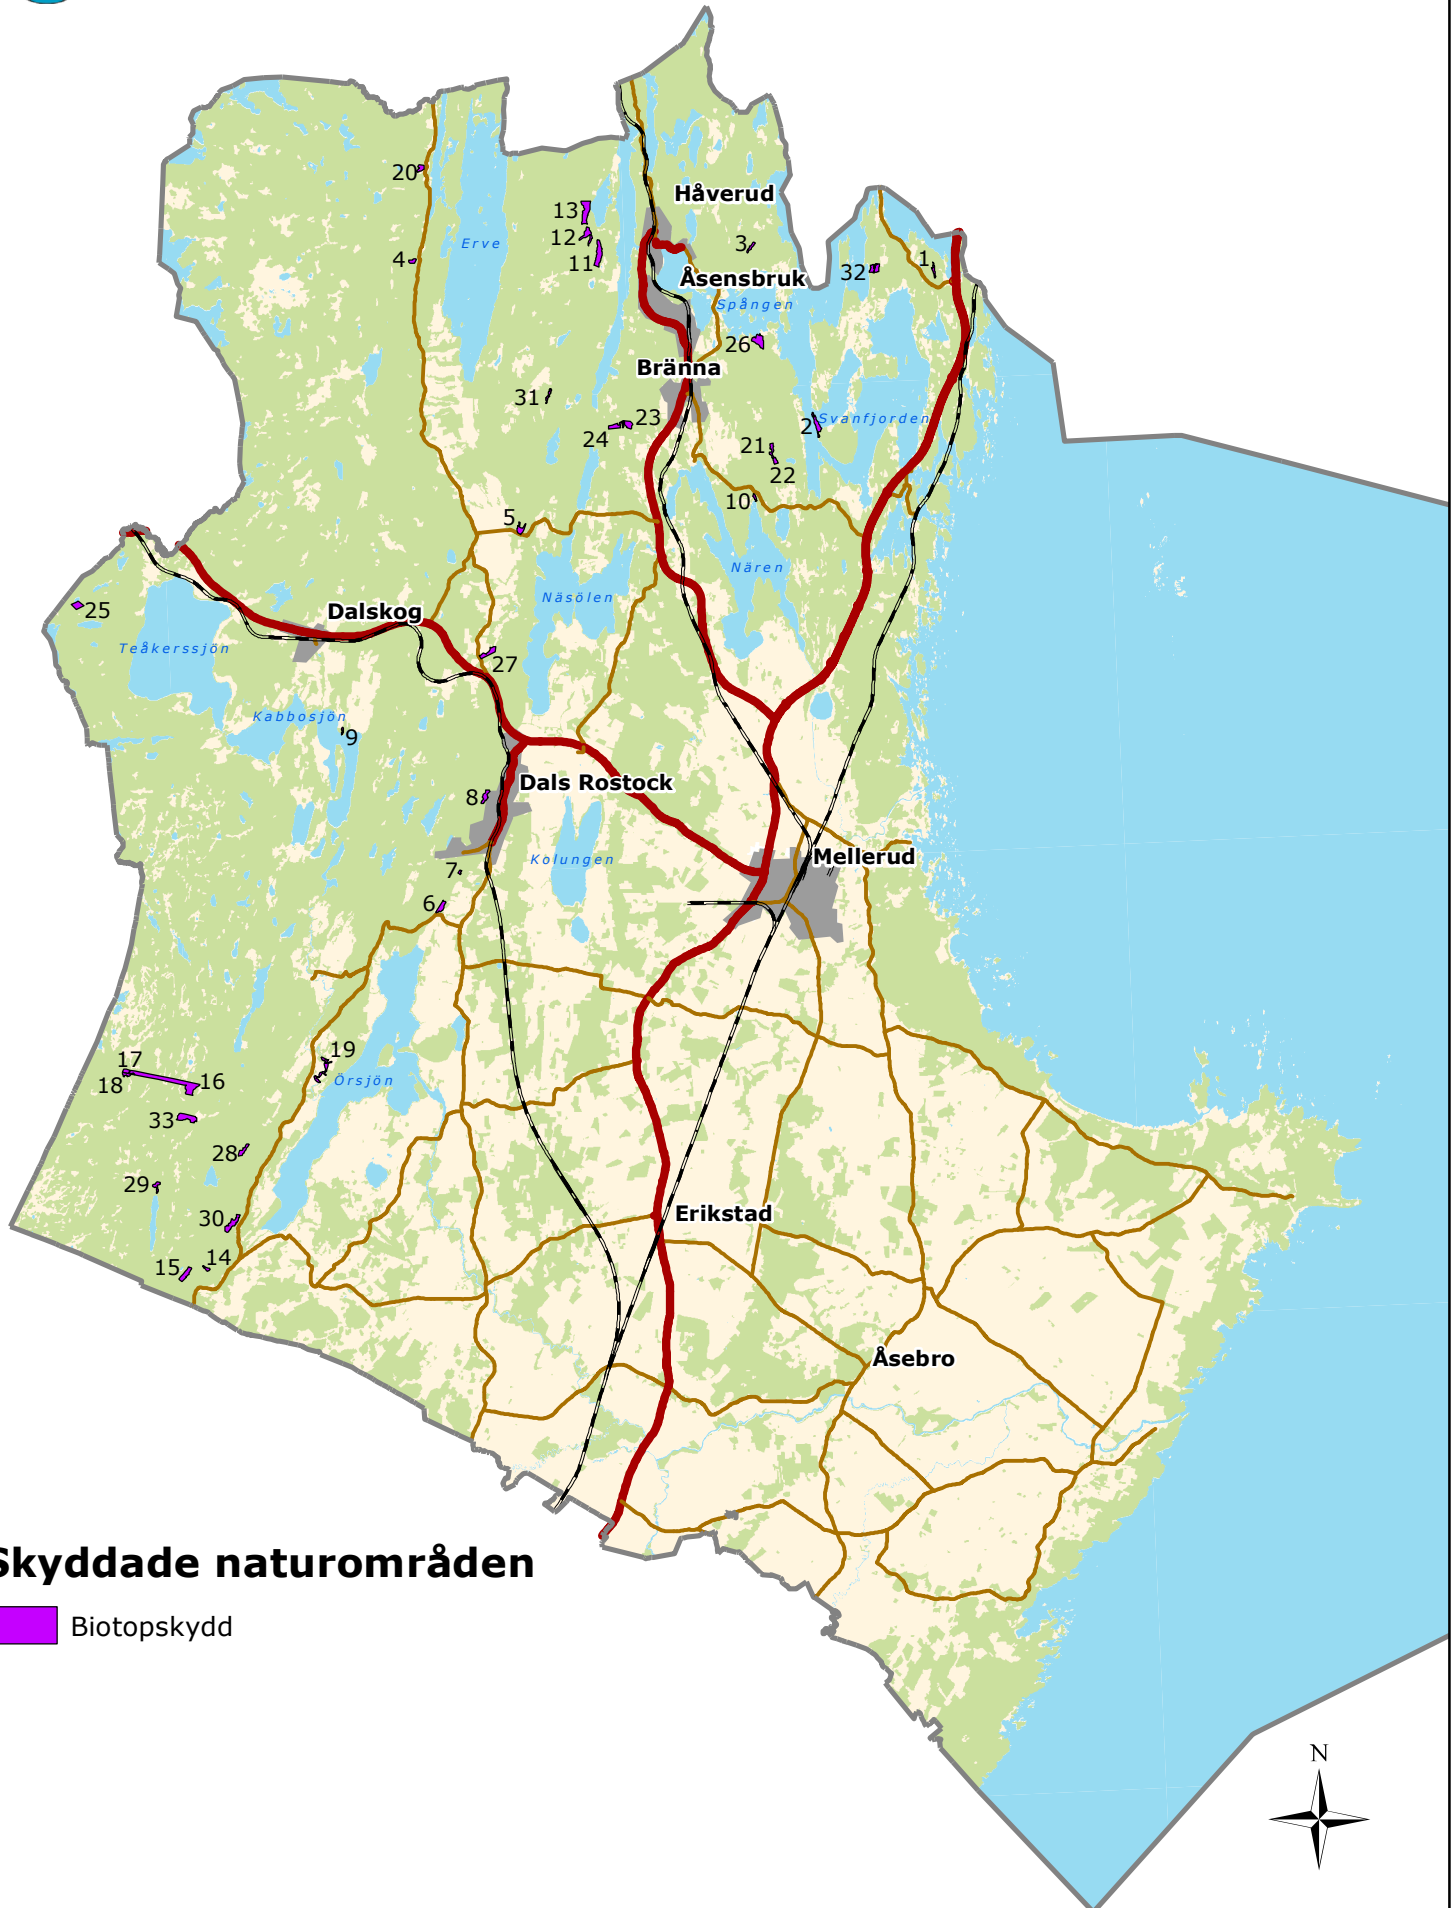 20
Håverud
13
12
3
Erve
4
11
32
1
Åsensbruk
Spången
26
Bränna
31
23
24
2
Svanfjorden
21
22
10
5
Nären
Näsölen
25
Dalskog
Teåkerssjön
27
Kabbosjön
9
Dals Rostock
8
Kolungen
Mellerud
7
6
19
17
18
16
Örsjön
33
28
29
30
Erikstad
14
15
Åsebro
Skyddade naturområden
Biotopskydd
N